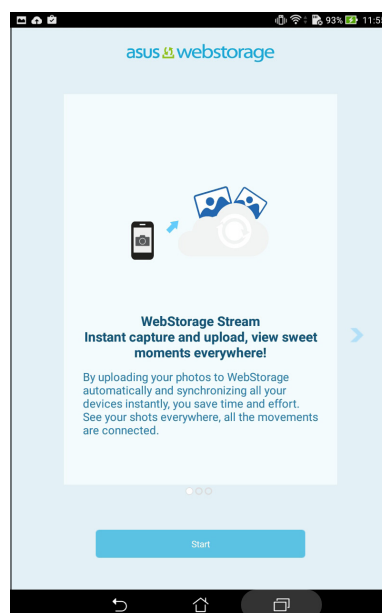 93% 11:55
asus webstorage
WebStorage Stream
Instant capture and upload, view sweet
moments everywhere!
By uploading your photos to WebStorage
automatically and synchronizing all your
devices instantly, you save time and effort.
See your shots everywhere, all the movements
are connected.
Start